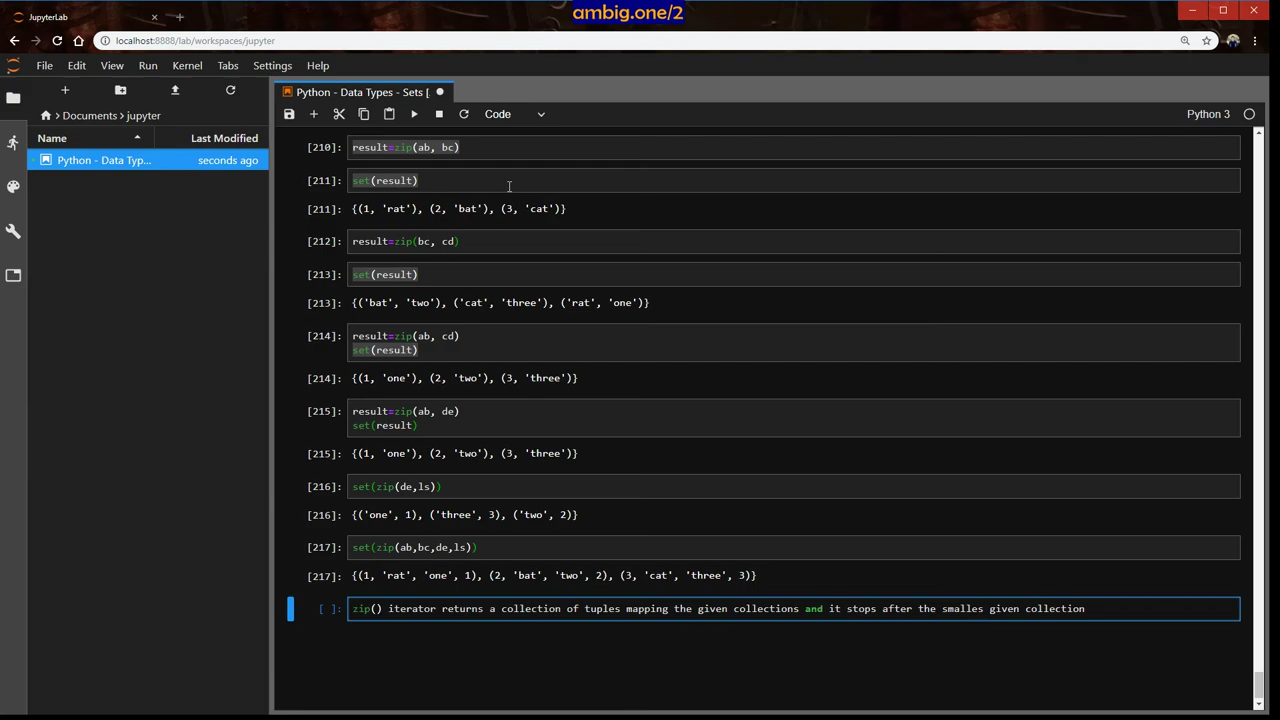 ambig.one/2
JupyterLab
localhost:8888/lab/workspaces/jupyter
File Edit View Run Kernel Tabs Settings Help
Python - Data Types - Sets [
Documents jupyter
Code
Python 3
Name Last Modified
Python - Data Typ... seconds ago
[210]: result=zip(ab, bc)
[211]: set(result)
[211]: {(1, 'rat'), (2, 'bat'), (3, 'cat')}
[212]: result=zip(bc, cd)
[213]: set(result)
[213]: {('bat', 'two'), ('cat', 'three'), ('rat', 'one')}
[214]: result=zip(ab, cd)
set(result)
[214]: {(1, 'one'), (2, 'two'), (3, 'three')}
[215]: result=zip(ab, de)
set(result)
[215]: {(1, 'one'), (2, 'two'), (3, 'three')}
[216]: set(zip(de,ls))
[216]: {('one', 1), ('three', 3), ('two', 2)}
[217]: set(zip(ab,bc,de,ls))
[217]: {(1, 'rat', 'one', 1), (2, 'bat', 'two', 2), (3, 'cat', 'three', 3)}
[ ]: zip() iterator returns a collection of tuples mapping the given collections and it stops after the smalles given collection